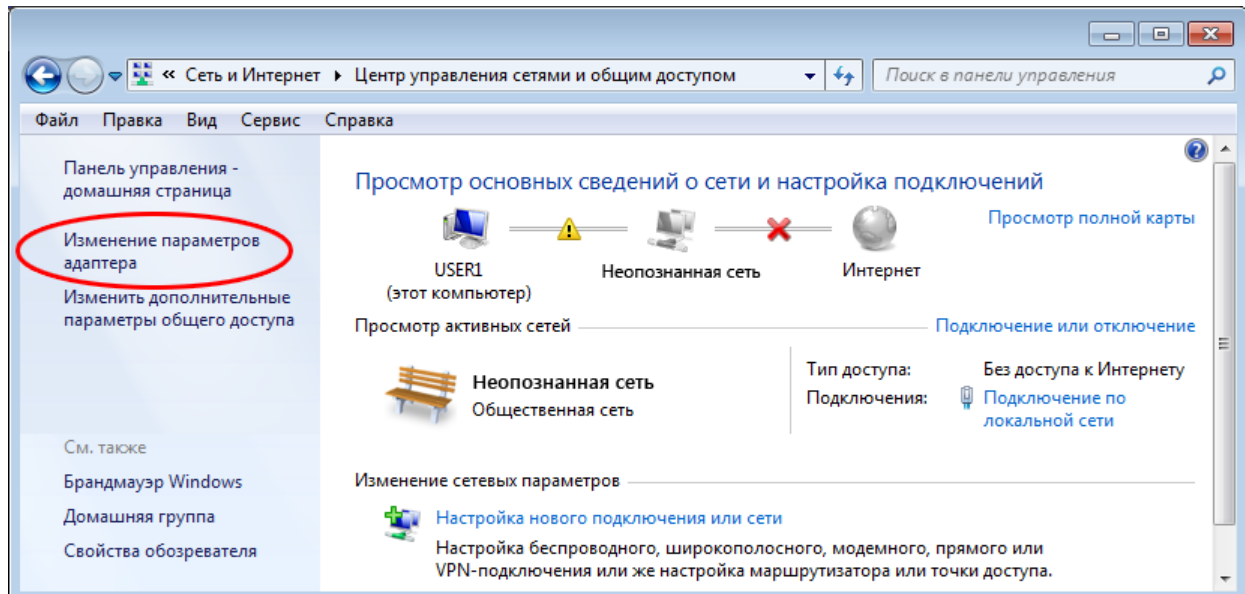 « Сеть и Интернет ▸ Центр управления сетями и общим доступом
Поиск в панели управления
Файл Правка Вид Сервис Справка
Панель управления -
домашняя страница
Изменение параметров
адаптера
Изменить дополнительные
параметры общего доступа
См. также
Брандмауэр Windows
Домашняя группа
Свойства обозревателя
Просмотр основных сведений о сети и настройка подключений
Просмотр полной карты
USER1
(этот компьютер)
Неопознанная сеть
Интернет
Просмотр активных сетей
Подключение или отключение
Неопознанная сеть
Общественная сеть
Тип доступа: Без доступа к Интернету
Подключения: Подключение по
локальной сети
Изменение сетевых параметров
Настройка нового подключения или сети
Настройка беспроводного, широкополосного, модемного, прямого или
VPN-подключения или же настройка маршрутизатора или точки доступа.